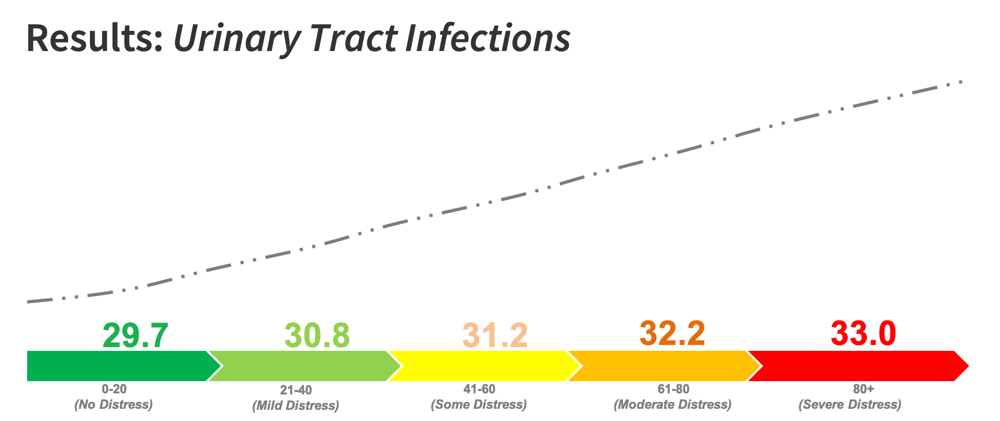 Results: Urinary Tract Infections
29.7 30.8 31.2 32.2 33.0
0-20 21-40 41-60 61-80 80+
(No Distress) (Mild Distress) (Some Distress) (Moderate Distress) (Severe Distress)